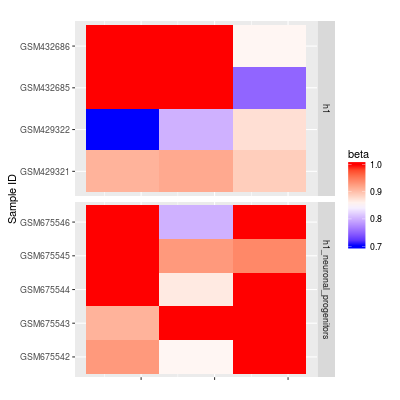 GSM432686
GSM432685
GSM429322
GSM429321
h1
GSM675546
GSM675545
GSM675544
GSM675543
GSM675542
h1_neuronal_progenitors
Sample ID
beta
1.0
0.9
0.8
0.7